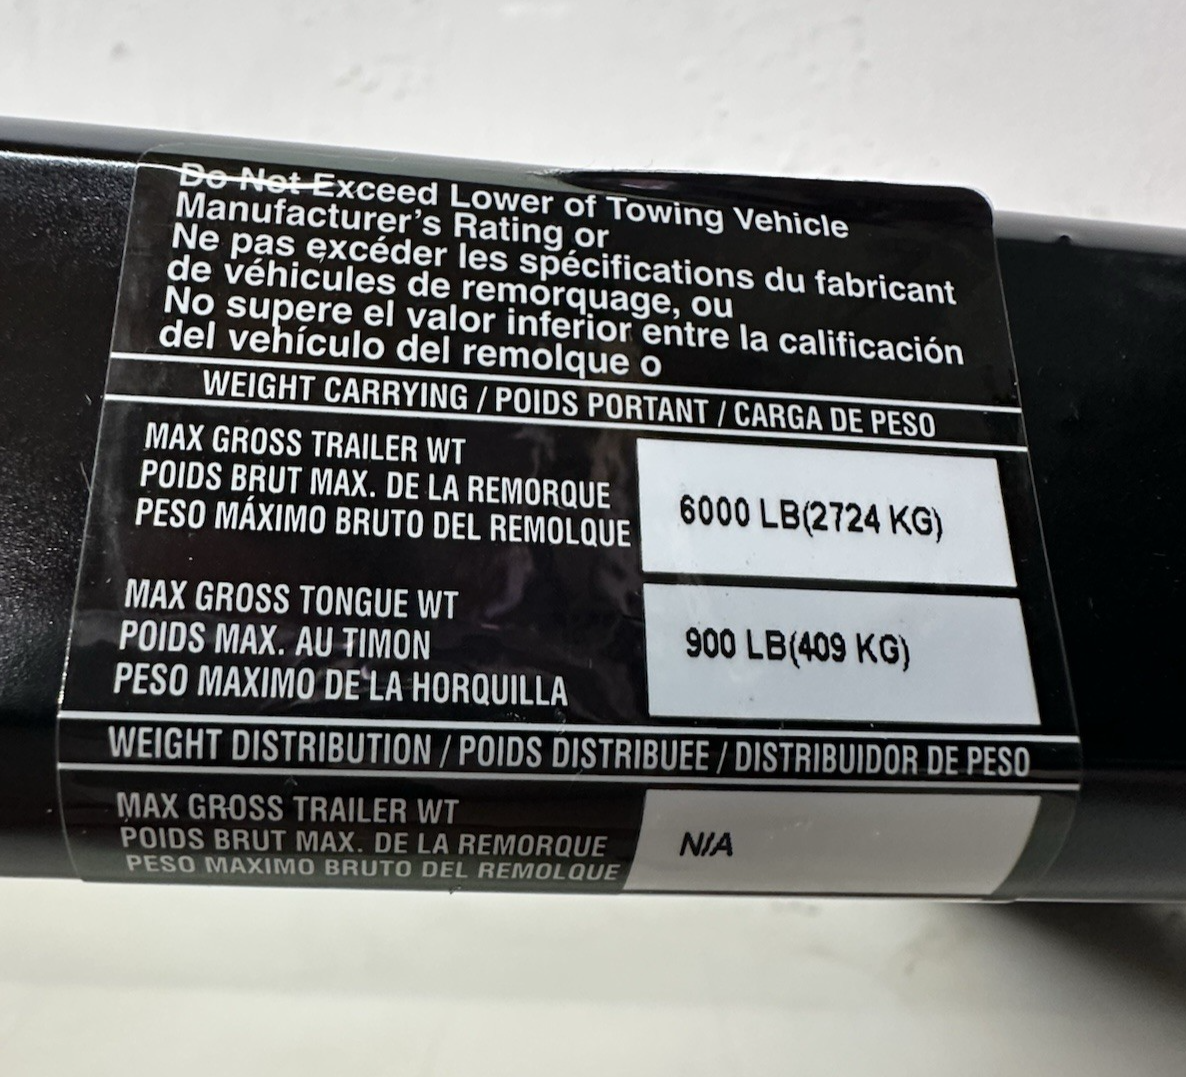 Do Not Exceed Lower of Towing Vehicle
Manufacturer's Rating or
Ne pas excéder les spécifications du fabricant
de véhicules de remorquage, ou
No supere el valor inferior entre la calificación
del vehículo del remolque o
WEIGHT CARRYING / POIDS PORTANT / CARGA DE PESO
MAX GROSS TRAILER WT
POIDS BRUT MAX. DE LA REMORQUE
PESO MÁXIMO BRUTO DEL REMOLQUE
6000 LB(2724 KG)
MAX GROSS TONGUE WT
POIDS MAX. AU TIMON
PESO MAXIMO DE LA HORQUILLA
900 LB(409 KG)
WEIGHT DISTRIBUTION / POIDS DISTRIBUEE / DISTRIBUIDOR DE PESO
MAX GROSS TRAILER WT
POIDS BRUT MAX. DE LA REMORQUE
PESO MAXIMO BRUTO DEL REMOLQUE
N/A